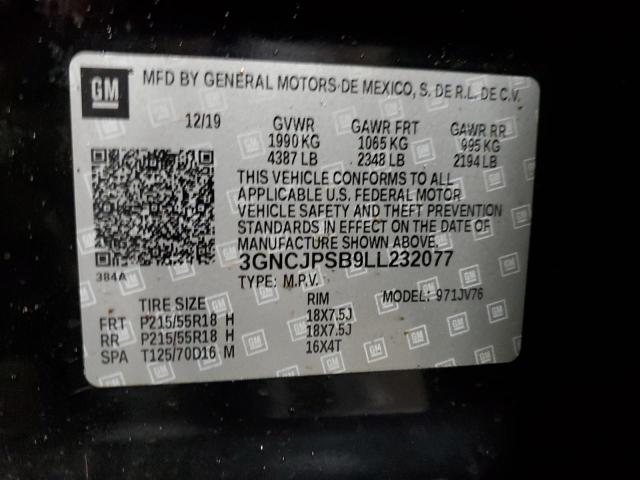 GM MFD BY GENERAL MOTORS DE MEXICO, S. DE R.L. DE C.V.
12/19 GVWR GAWR FRT GAWR RR
1990 KG 1065 KG 995 KG
4387 LB 2348 LB 2194 LB
THIS VEHICLE CONFORMS TO ALL
APPLICABLE U.S. FEDERAL MOTOR
VEHICLE SAFETY AND THEFT PREVENTION
STANDARDS IN EFFECT ON THE DATE OF
MANUFACTURE SHOWN ABOVE.
3GNCJPSB9LL232077
384A
TYPE: M.P.V. MODEL: 971JV76
TIRE SIZE RIM
FRT P215/55R18 H 18X7.5J
RR P215/55R18 H 18X7.5J
SPA T125/70D16 M 16X4T